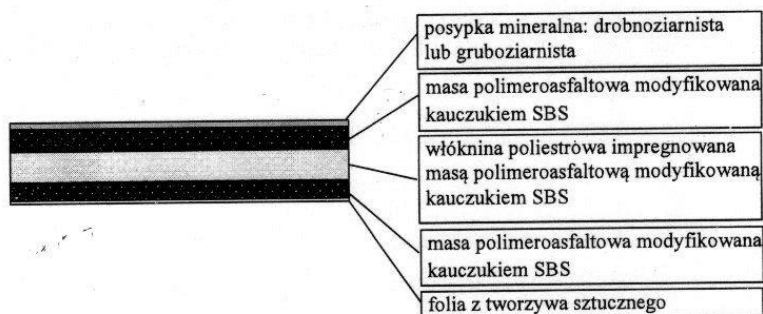 posypka mineralna: drobnoziarnista
lub gruboziarnista
masa polimeroasfaltowa modyfikowana
kauczukiem SBS
włóknina poliestrowa impregnowana
masą polimeroasfaltową modyfikowaną
kauczukiem SBS
masa polimeroasfaltowa modyfikowana
kauczukiem SBS
folia z tworzywa sztucznego